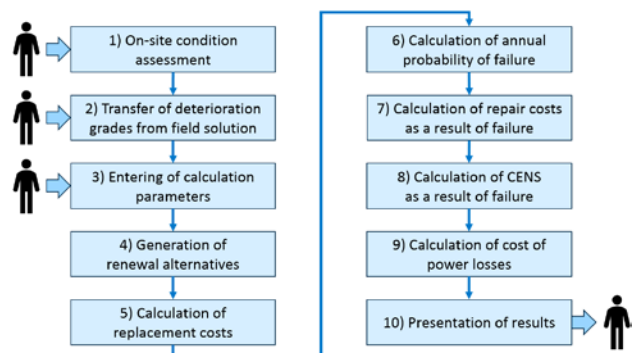 1) On-site condition
assessment
2) Transfer of deterioration
grades from field solution
3) Entering of calculation
parameters
4) Generation of
renewal alternatives
5) Calculation of
replacement costs
6) Calculation of annual
probability of failure
7) Calculation of repair costs
as a result of failure
8) Calculation of CENS
as a result of failure
9) Calculation of cost of
power losses
10) Presentation of results